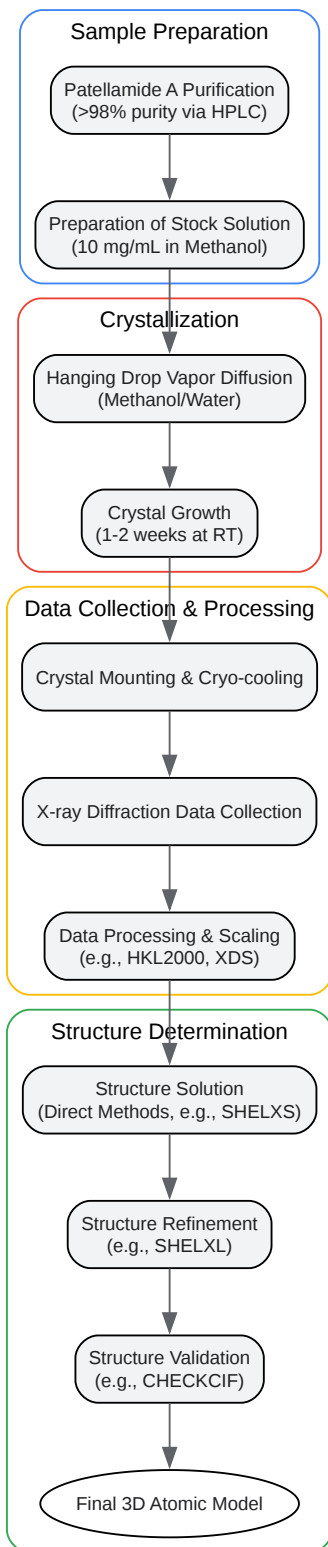 Sample Preparation
Patellamide A Purification
(>98% purity via HPLC)
Preparation of Stock Solution
(10 mg/mL in Methanol)
Crystallization
Hanging Drop Vapor Diffusion
(Methanol/Water)
Crystal Growth
(1-2 weeks at RT)
Data Collection & Processing
Crystal Mounting & Cryo-cooling
X-ray Diffraction Data Collection
Data Processing & Scaling
(e.g., HKL2000, XDS)
Structure Determination
Structure Solution
(Direct Methods, e.g., SHELXS)
Structure Refinement
(e.g., SHELXL)
Structure Validation
(e.g., CHECKCIF)
Final 3D Atomic Model